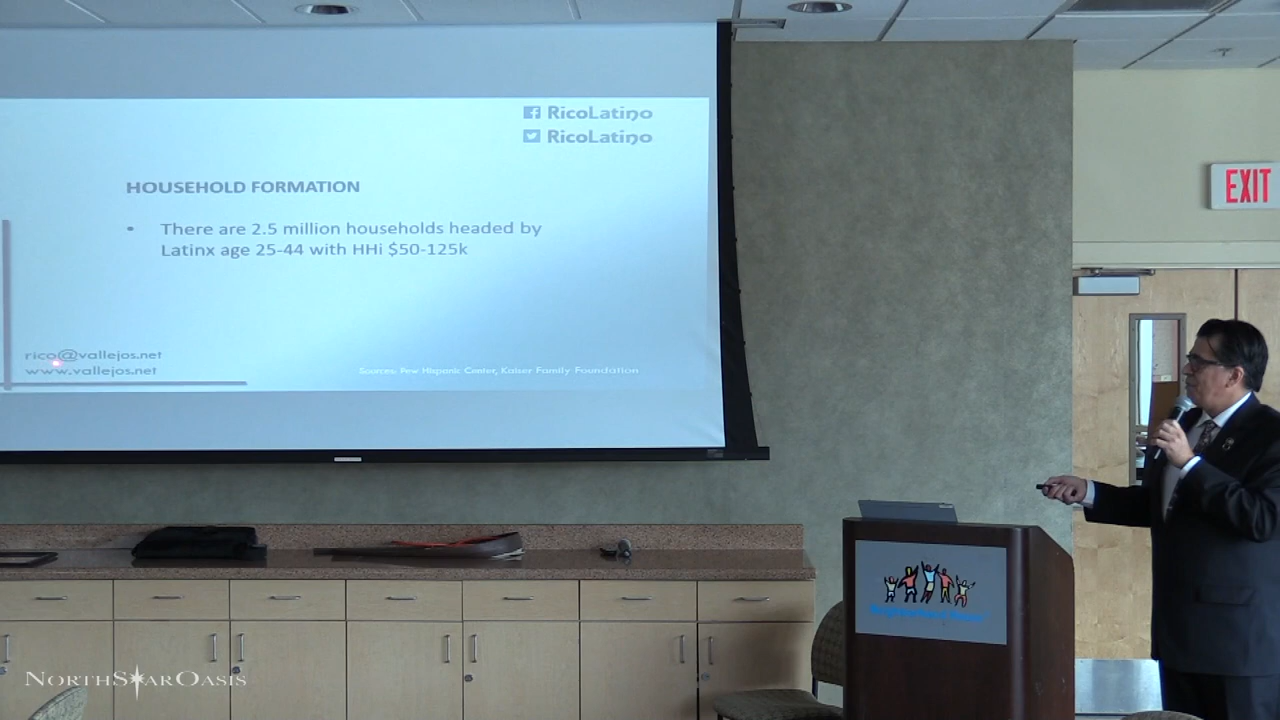 RicoLatino
RicoLatino
HOUSEHOLD FORMATION
• There are 2.5 million households headed by
Latinx age 25-44 with HHi $50-125k
rico@vallejos.net
www.vallejos.net
Sources: Pew Hispanic Center, Kaiser Family Foundation
EXIT
NORTHSTAROASIS